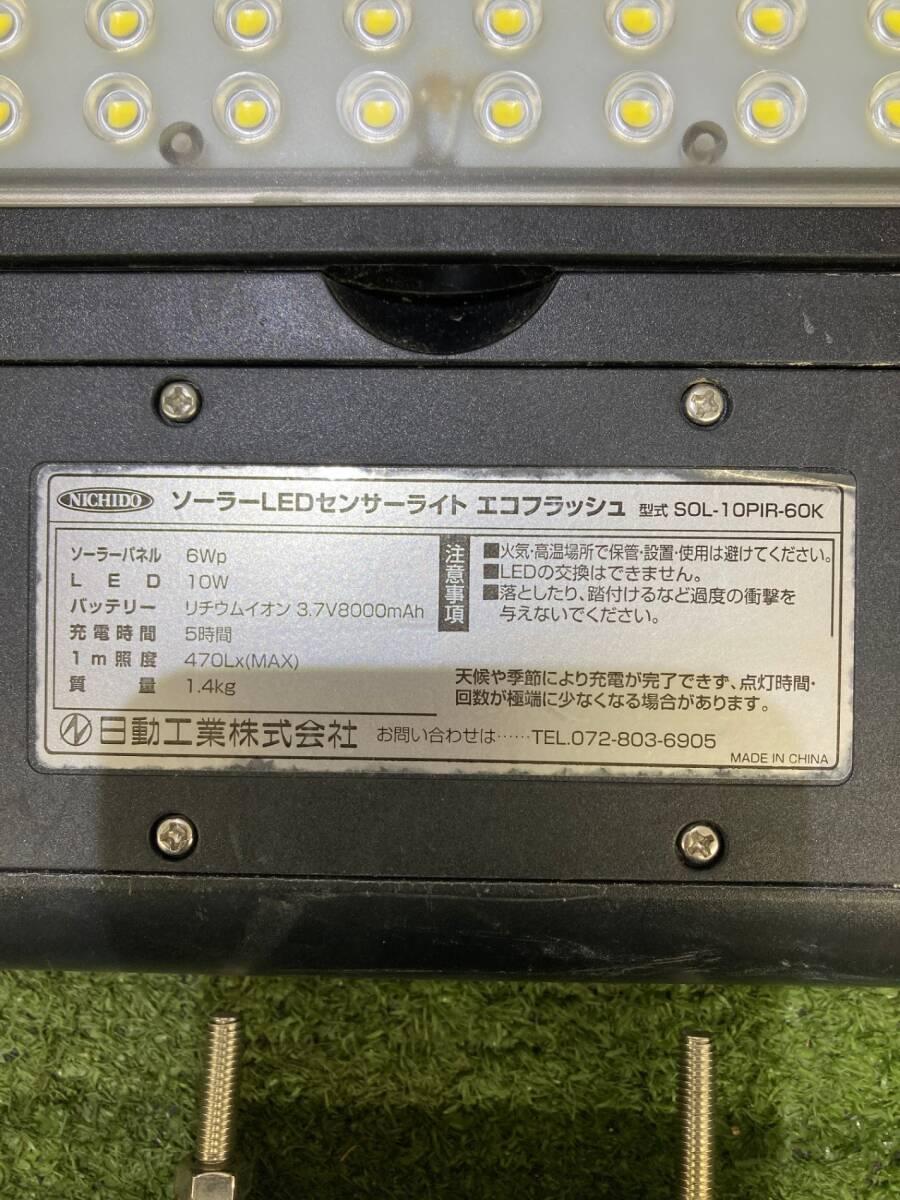 NICHIDO ソーラーLEDセンサーライト エコフラッシュ 型式 SOL-10PIR-60K
ソーラーパネル 6Wp
LED 10W
バッテリー リチウムイオン 3.7V8000mAh
充電時間 5時間
1m照度 470Lx(MAX)
質量 1.4kg
注意事項
■火気・高温場所で保管・設置・使用は避けてください。
■LEDの交換はできません。
■落としたり、踏付けるなど過度の衝撃を
与えないでください。
天候や季節により充電が完了できず、点灯時間・
回数が極端に少なくなる場合があります。
日動工業株式会社 お問い合わせは……TEL.072-803-6905
MADE IN CHINA